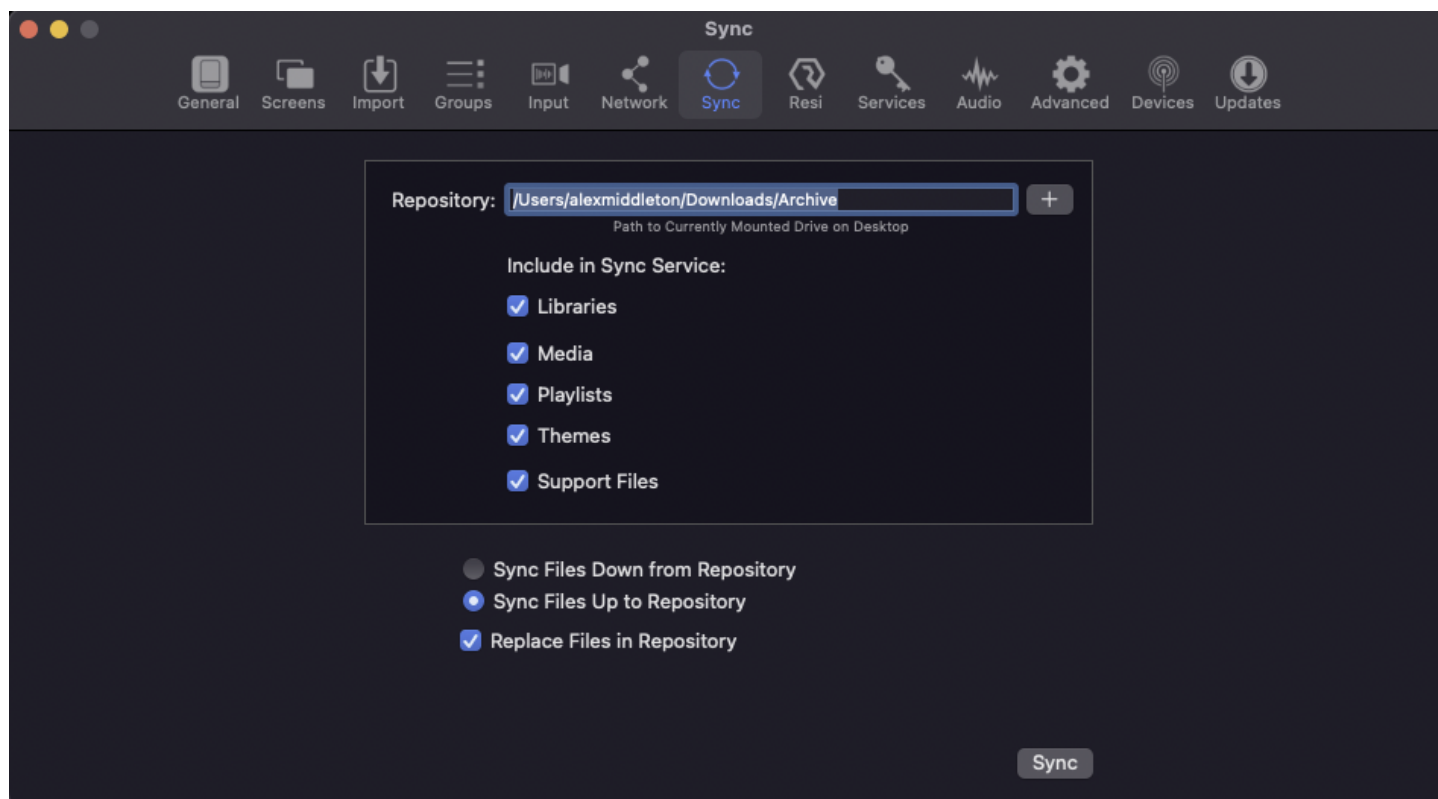 Sync
General Screens Import Groups Input Network Sync Resi Services Audio Advanced Devices Updates
Repository: /Users/alexmiddleton/Downloads/Archive +
Path to Currently Mounted Drive on Desktop
Include in Sync Service:
Libraries
Media
Playlists
Themes
Support Files
Sync Files Down from Repository
Sync Files Up to Repository
Replace Files in Repository
Sync